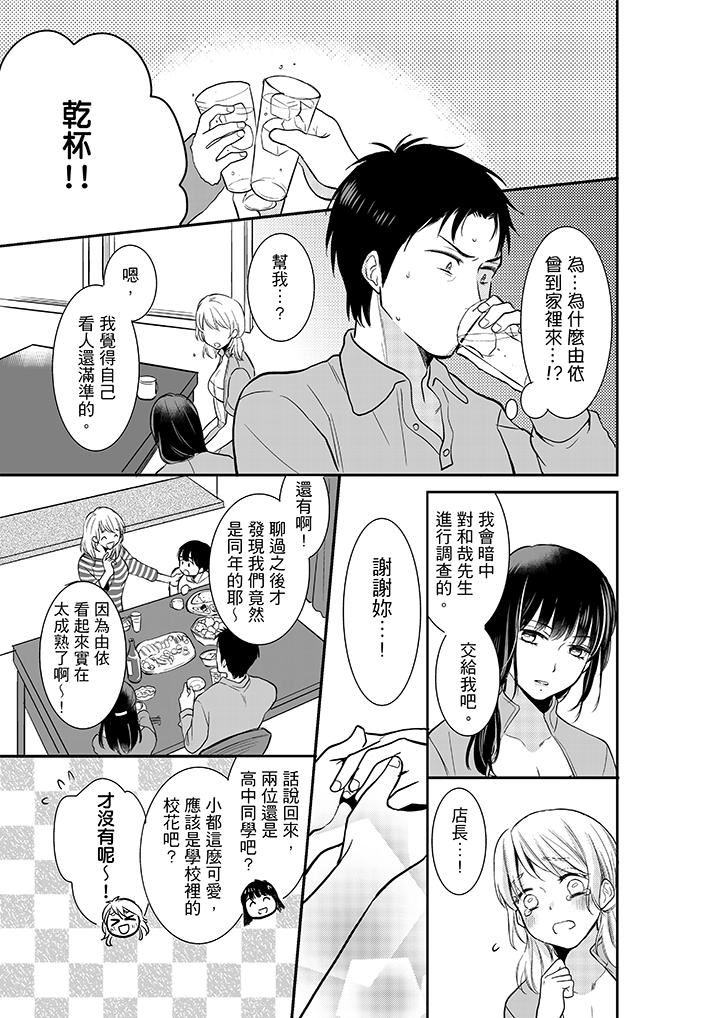 乾杯!!
為…為什麼由依
曾到家裡來…!?
幫我…?
嗯，
我覺得自己
看人還滿準的。
我會暗中
對和哉先生
進行調查的。
交給我吧。
店長…!
謝謝妳…!
還有啊！
聊過之後才
發現我們竟然
是同年的耶～
因為由依
看起來實在
太成熟了啊～!
話說回來，
兩位還是
高中同學吧？
小都這麼可愛，
應該是學校裡的
校花吧？
才沒有呢～!